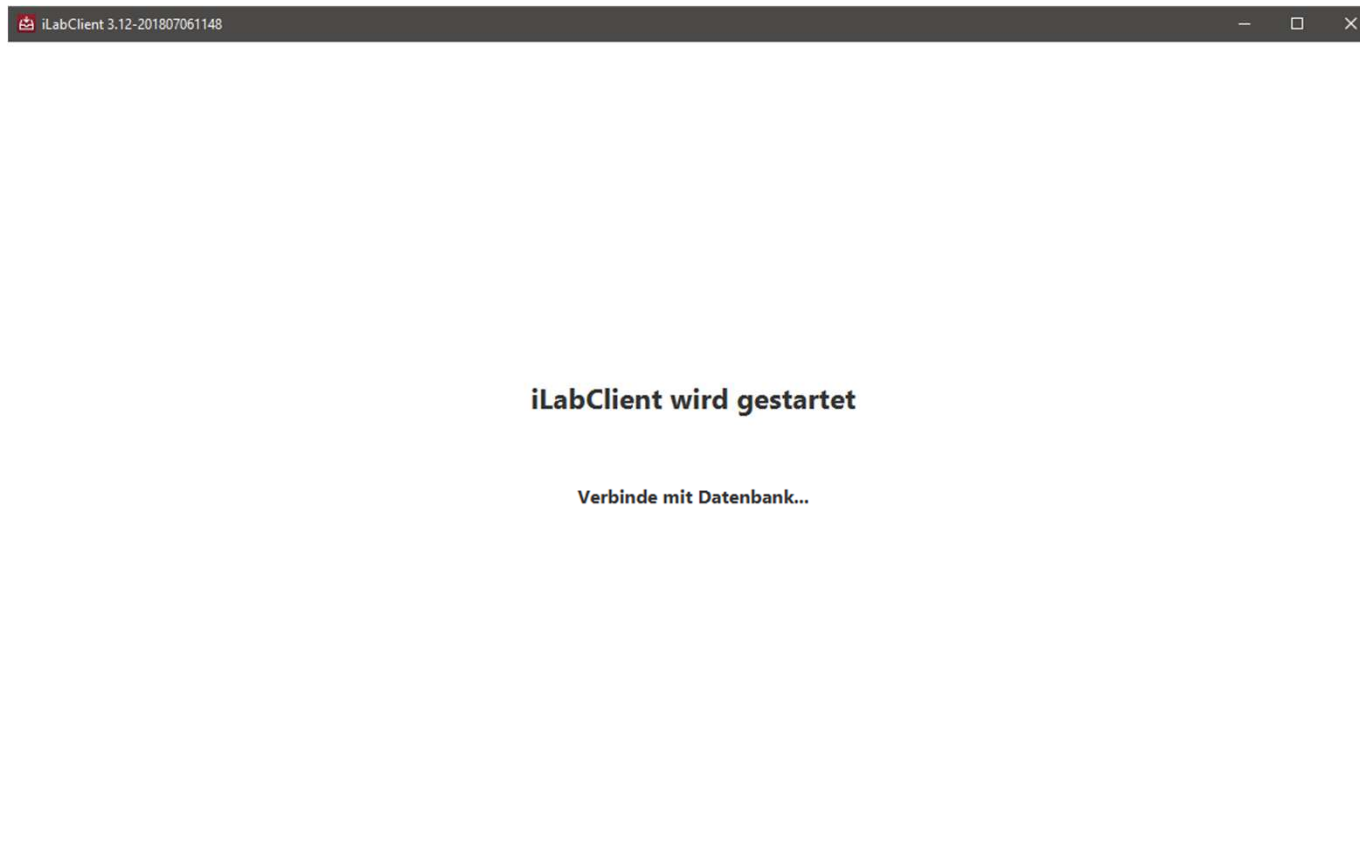 iLabClient 3.12-201807061148
iLabClient wird gestartet
Verbinde mit Datenbank...